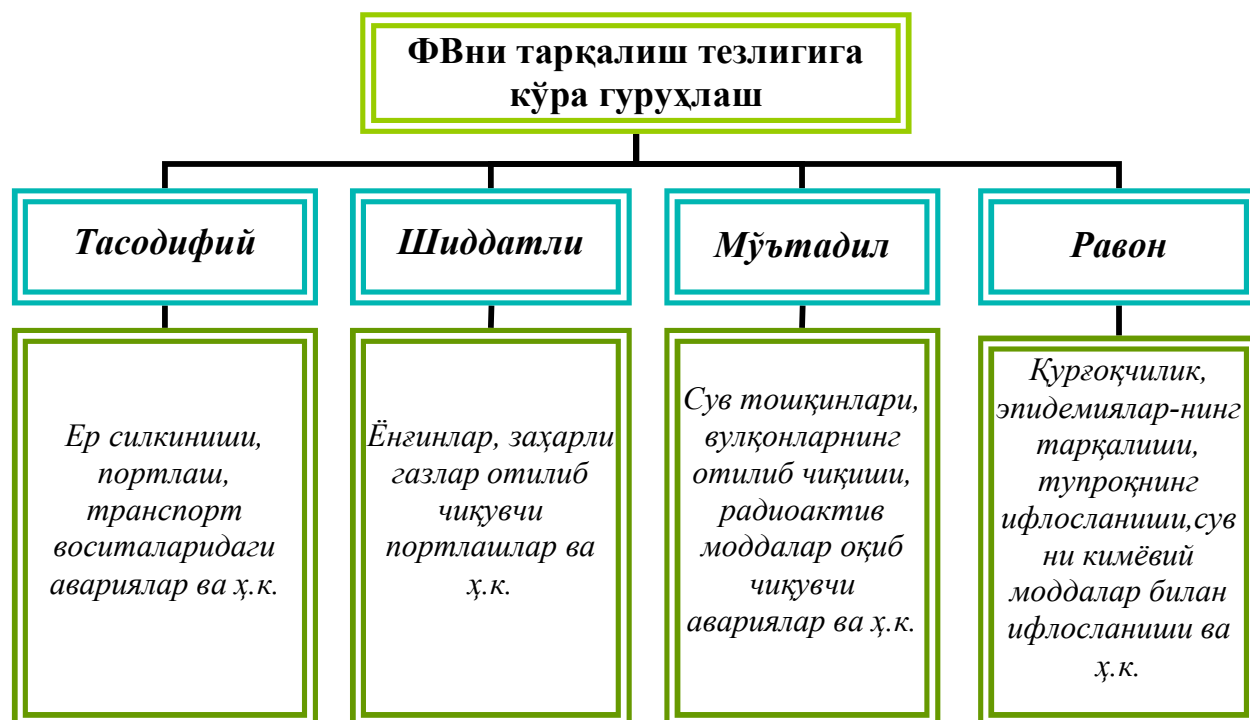 ФВни тарқалиш тезлигига
кўра гуруҳлаш
Тасодифий
Шиддатли
Мўътадил
Равон
Ер силкиниши,
портлаш,
транспорт
воситаларидаги
авариялар ва ҳ.к.
Ёнғинлар, заҳарли
газлар отилиб
чиқувчи
портлашлар ва
ҳ.к.
Сув тошқинлари,
вулқонларнинг
отилиб чиқиши,
радиоактив
моддалар оқиб
чиқувчи
авариялар ва ҳ.к.
Қурғоқчилик,
эпидемиялар-нинг
тарқалиши,
тупроқнинг
ифлосланиши,сув
ни кимёвий
моддалар билан
ифлосланиши ва
ҳ.к.